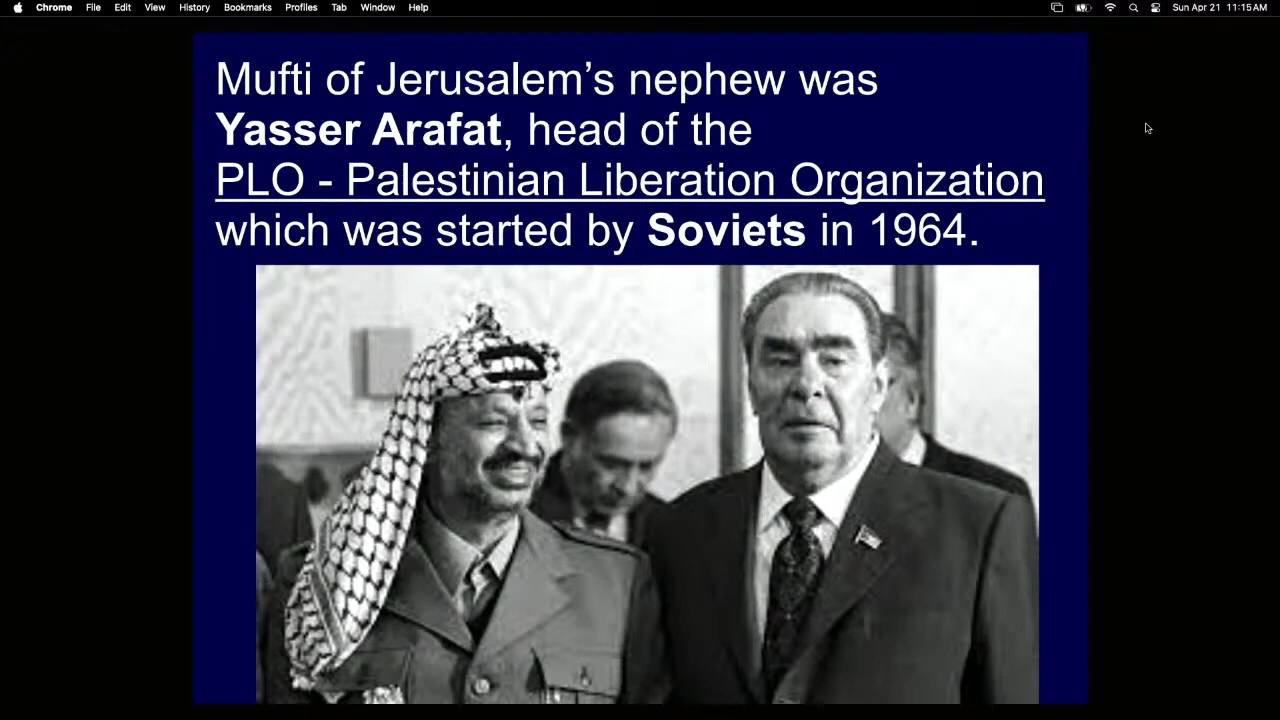 Chrome File Edit View History Bookmarks Profiles Tab Window Help Sun Apr 21 11:15 AM
Mufti of Jerusalem’s nephew was
Yasser Arafat, head of the
PLO - Palestinian Liberation Organization
which was started by Soviets in 1964.